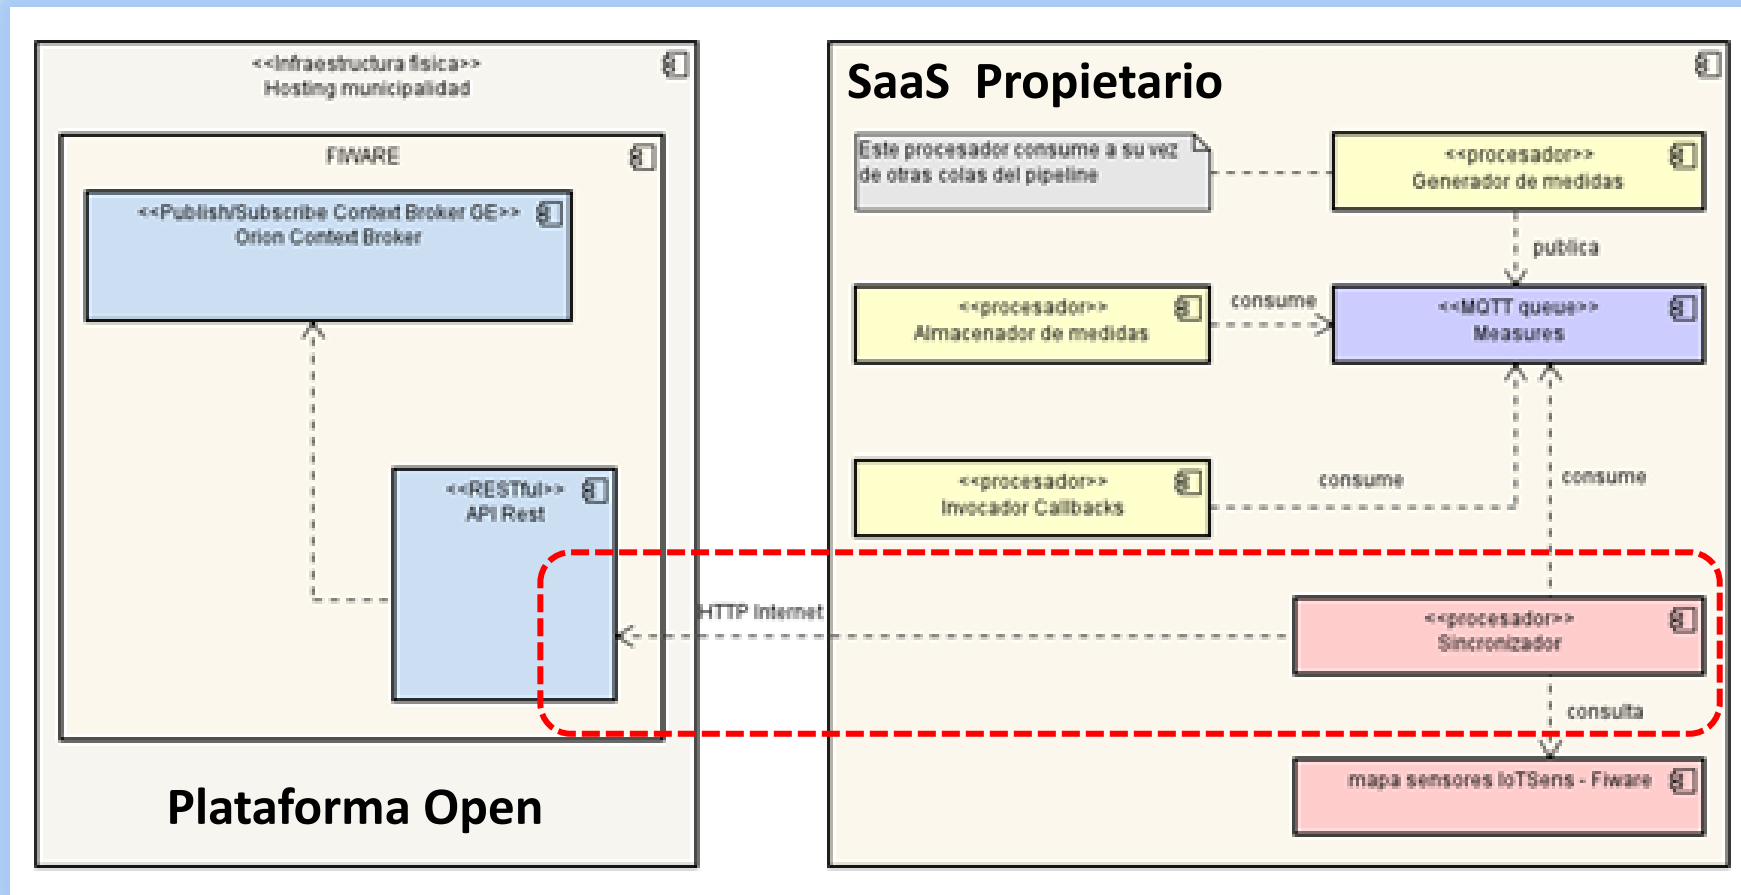 <<Infraestructura fisica>>
Hosting municipalidad
FIWARE
<<Publish/Subscribe Context Broker GE>>
Orion Context Broker
<<RESTful>>
API Rest
Plataforma Open
HTTP Internet
SaaS Propietario
Este procesador consume a su vez
de otras colas del pipeline
<<procesador>>
Generador de medidas
publica
<<procesador>>
Almacenador de medidas
consume
<<MQTT queue>>
Measures
<<procesador>>
Invocador Callbacks
consume
consume
<<procesador>>
Sincronizador
consulta
mapa sensores IoTSens - Fiware